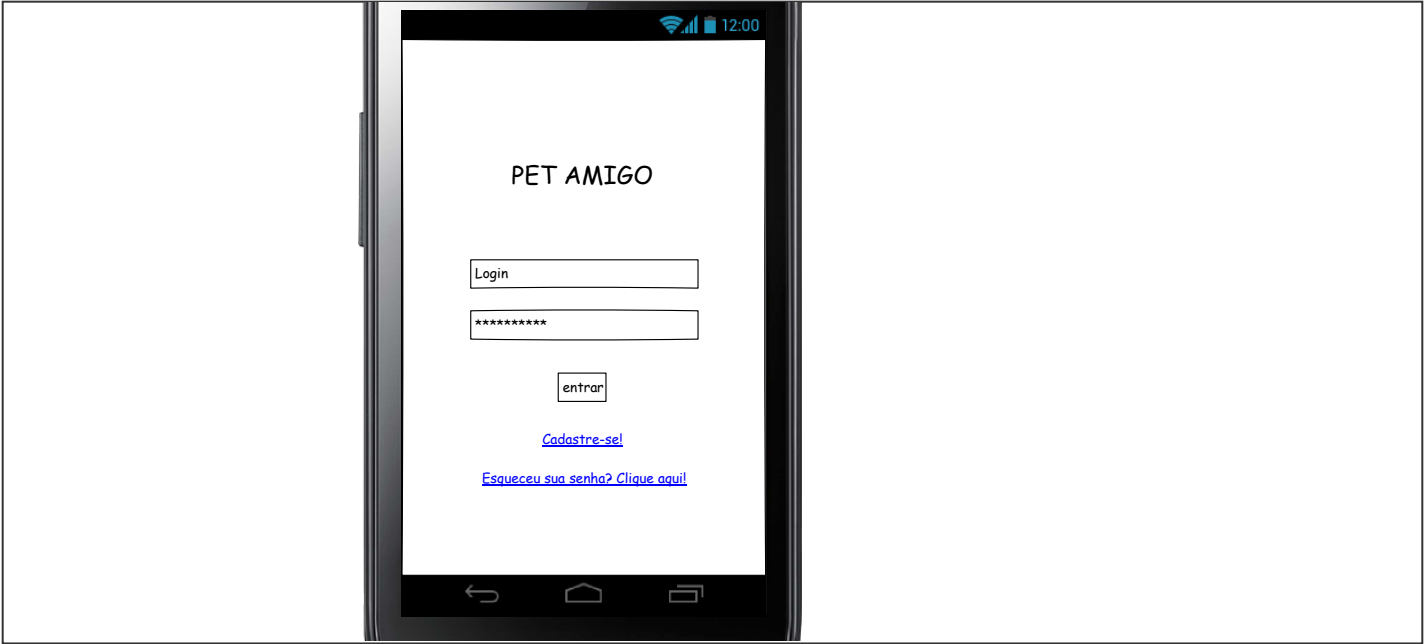 12:00
PET AMIGO
Login
**********
entrar
Cadastre-se!
Esqueceu sua senha? Clique aqui!